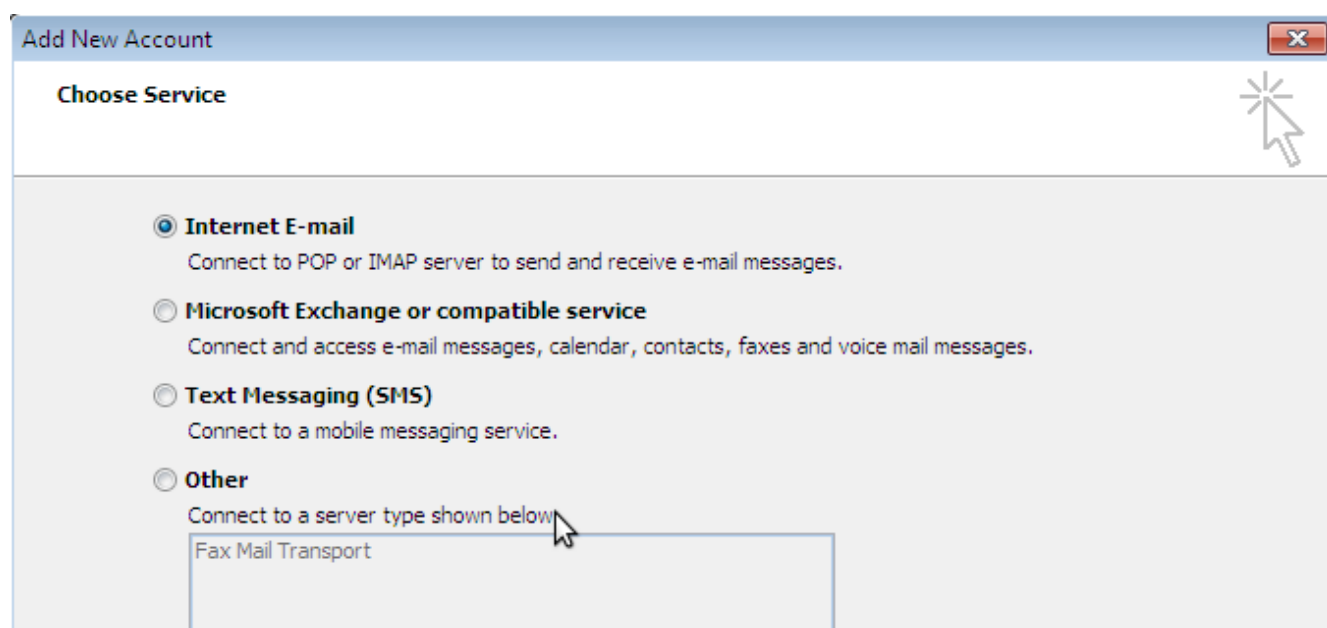 Add New Account
Choose Service
Internet E-mail
Connect to POP or IMAP server to send and receive e-mail messages.
Microsoft Exchange or compatible service
Connect and access e-mail messages, calendar, contacts, faxes and voice mail messages.
Text Messaging (SMS)
Connect to a mobile messaging service.
Other
Connect to a server type shown below
Fax Mail Transport